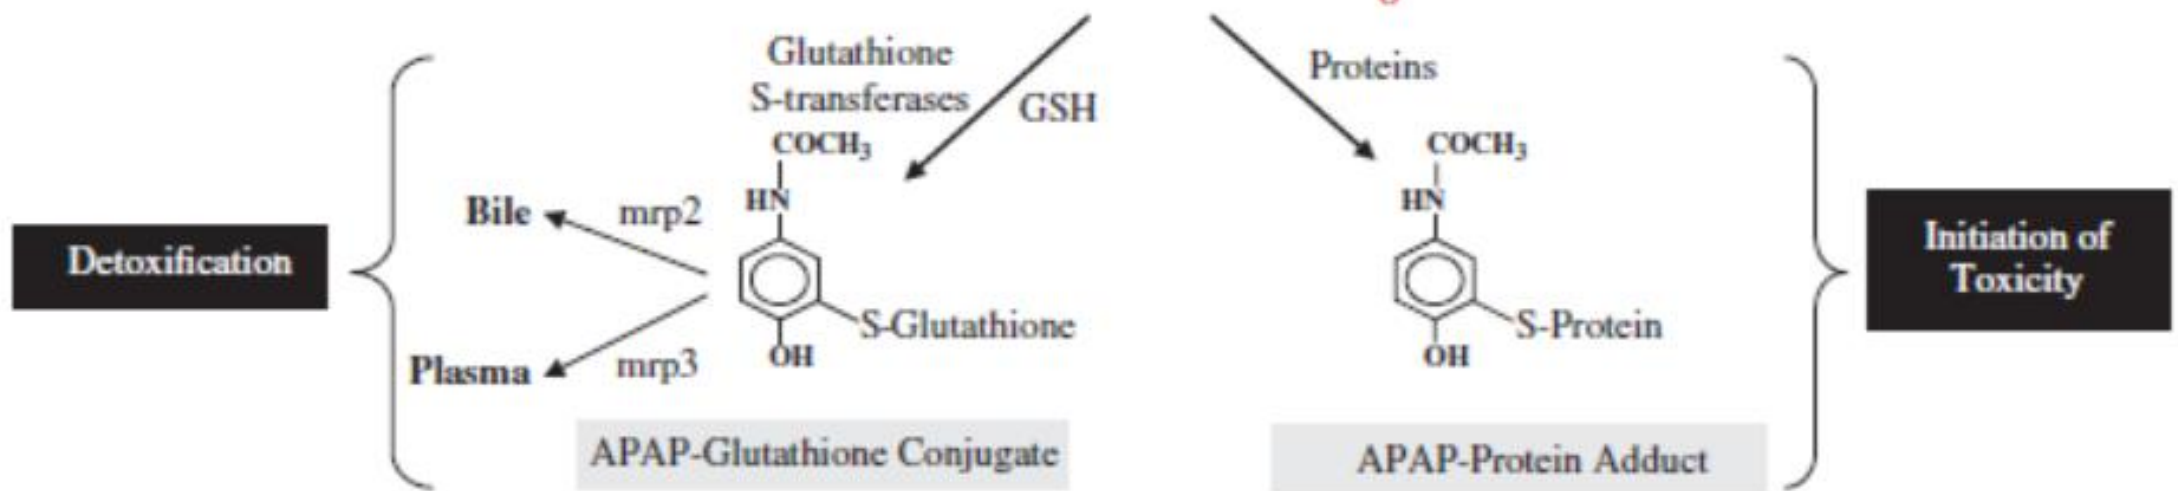 Glutathione
S-transferases
GSH
Proteins
COCH₃
HN
S-Glutathione
OH
COCH₃
HN
S-Protein
OH
Bile
mrp2
Plasma
mrp3
Detoxification
Initiation of
Toxicity
APAP-Glutathione Conjugate
APAP-Protein Adduct